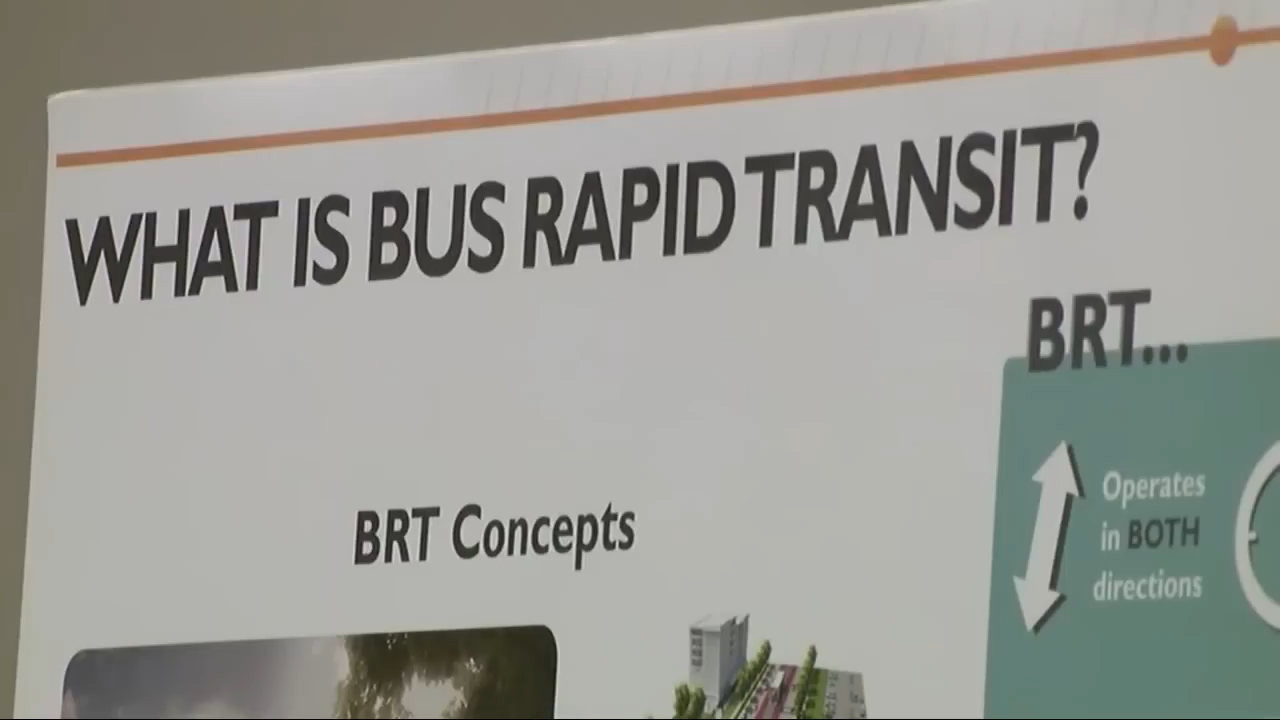 WHAT IS BUS RAPID TRANSIT?
BRT...
BRT Concepts
Operates
in BOTH
directions